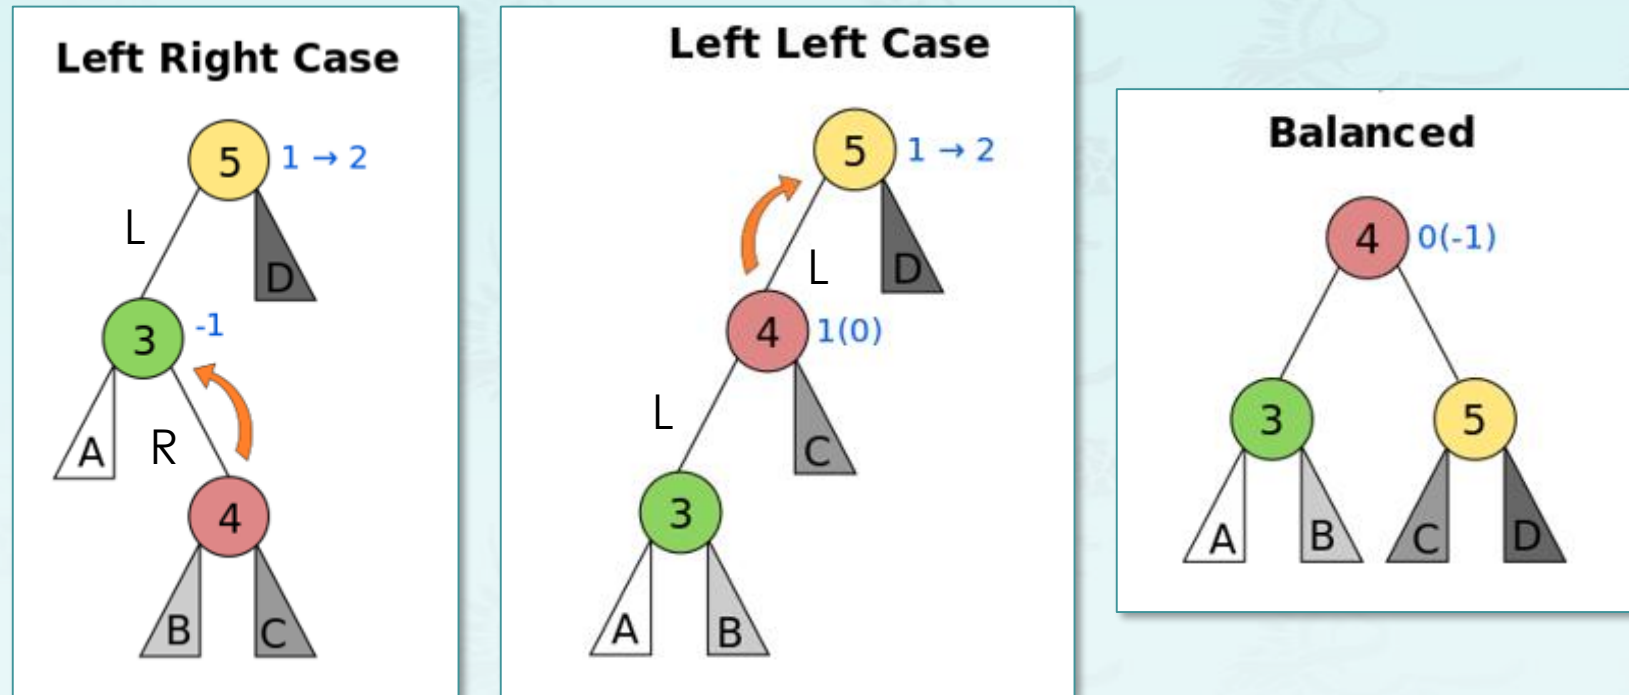 Left Right Case
5 1 → 2
L
D
3 -1
A
R
4
B C
Left Left Case
5 1 → 2
L
D
4 1(0)
L
C
3
A B
Balanced
4 0(-1)
3 5
A B C D